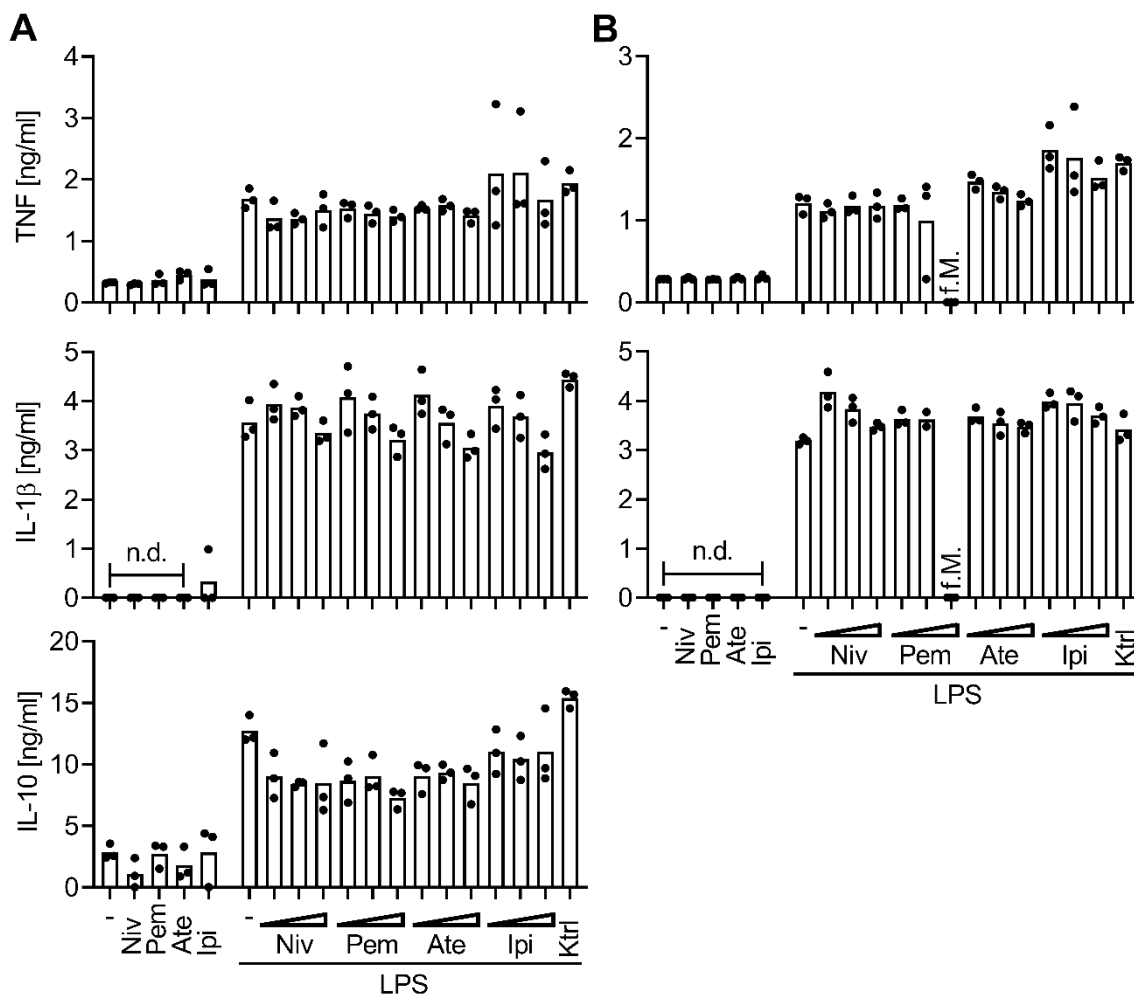 A
B
TNF [ng/ml]
4
3
2
1
0
3
2
1
0
f.M.
IL-1β [ng/ml]
5
4
3
2
1
0
n.d.
5
4
3
2
1
0
n.d.
f.M.
- Niv Pem Ate Ipi - Niv Pem Ate Ipi Ktrl
LPS
IL-10 [ng/ml]
20
15
10
5
0
- Niv Pem Ate Ipi - Niv Pem Ate Ipi Ktrl
LPS